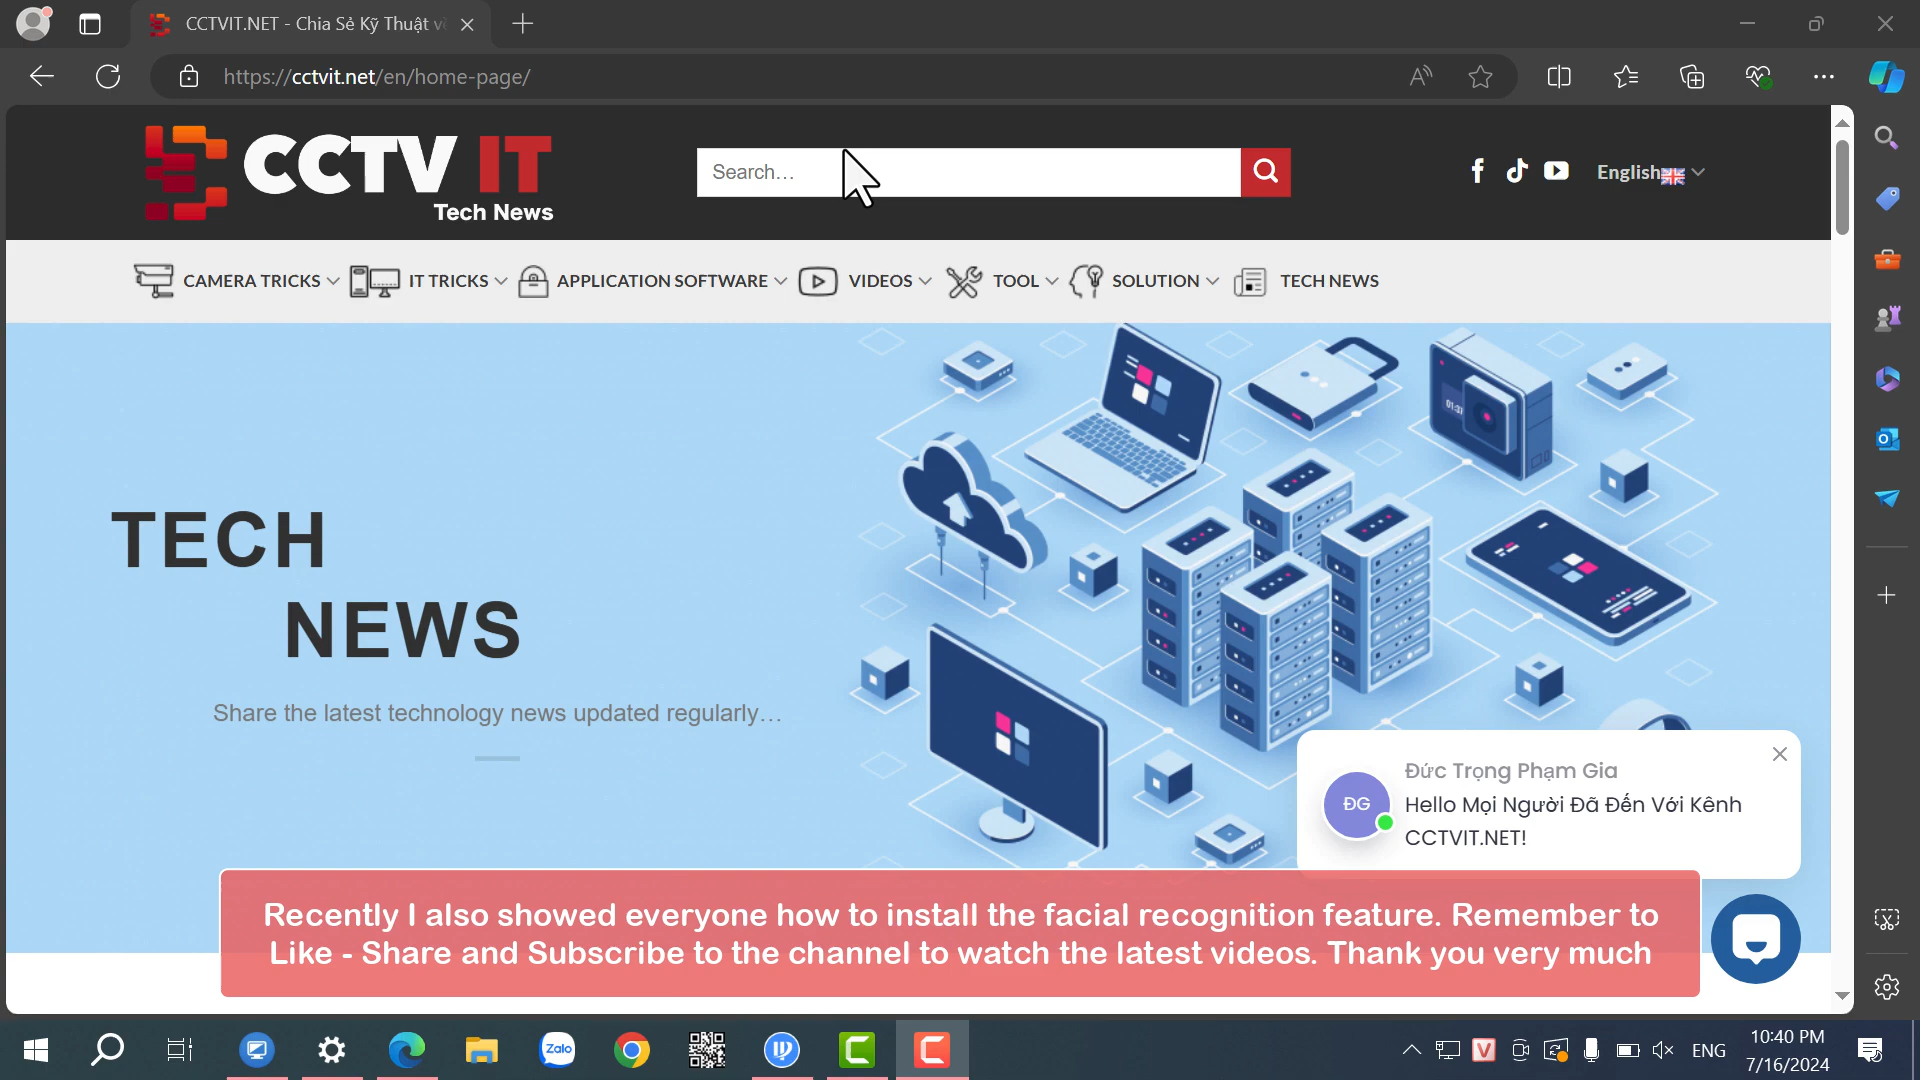 CCTVIT.NET - Chia Sẻ Kỹ Thuật v
https://cctvit.net/en/home-page/
CCTV IT
Tech News
Search...
English
CAMERA TRICKS IT TRICKS APPLICATION SOFTWARE VIDEOS TOOL SOLUTION TECH NEWS
TECH
NEWS
Share the latest technology news updated regularly...
Đức Trọng Phạm Gia
ĐG
Hello Mọi Người Đã Đến Với Kênh
CCTVIT.NET!
Recently I also showed everyone how to install the facial recognition feature. Remember to
Like - Share and Subscribe to the channel to watch the latest videos. Thank you very much
Zalo
ENG
10:40 PM
7/16/2024